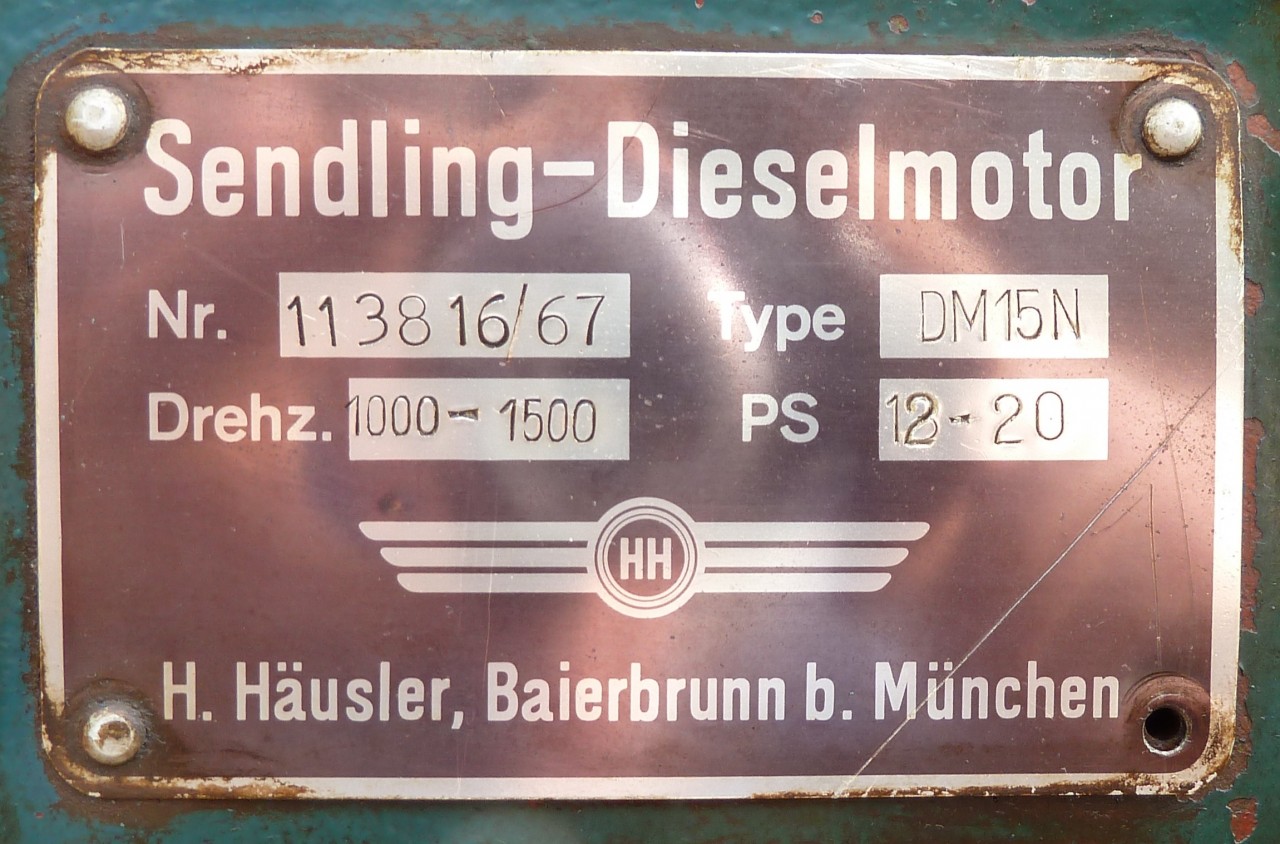 Sendling-Dieselmotor
Nr. 113816/67 Type DM15N
Drehz. 1000-1500 PS 12-20
HH
H. Häusler, Baierbrunn b. München